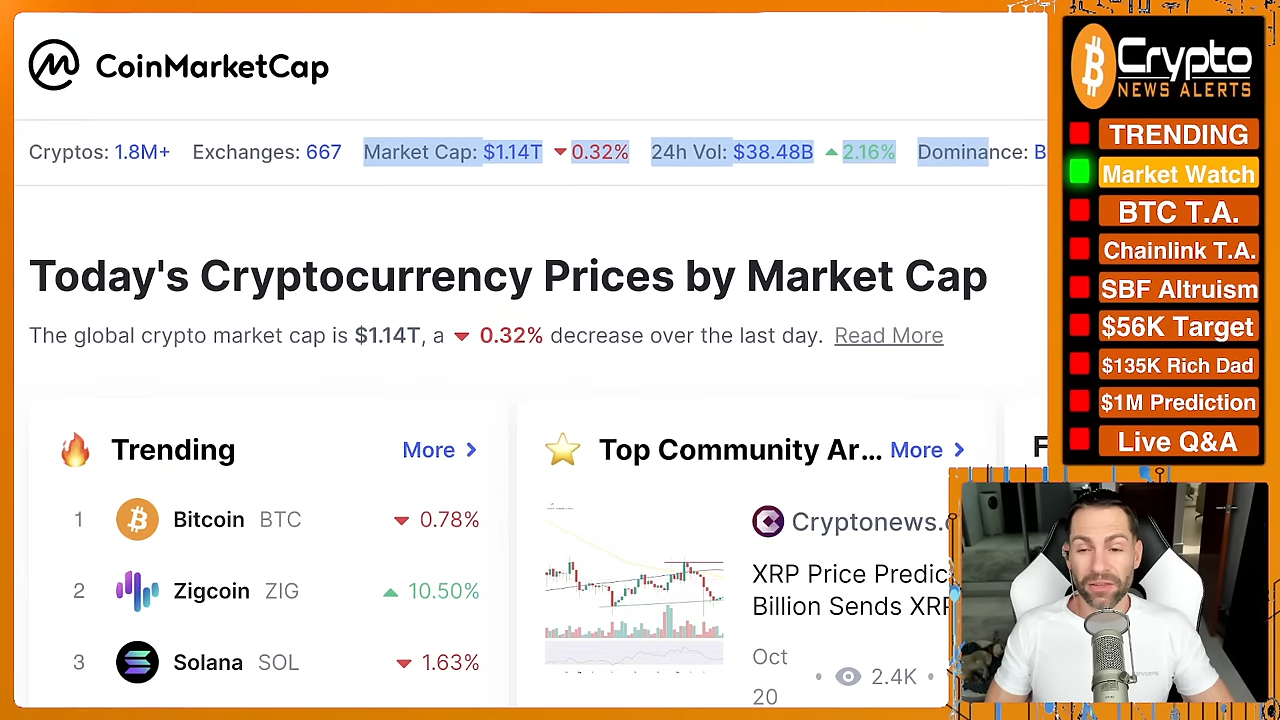 CoinMarketCap
Cryptos: 1.8M+ Exchanges: 667 Market Cap: $1.14T 0.32% 24h Vol: $38.48B 2.16% Dominance: B
Today's Cryptocurrency Prices by Market Cap
The global crypto market cap is $1.14T, a 0.32% decrease over the last day. Read More
Trending More
1 Bitcoin BTC 0.78%
2 Zigcoin ZIG 10.50%
3 Solana SOL 1.63%
Top Community Ar... More
Cryptonews.
XRP Price Predic
Billion Sends XRP
Oct
20
• 2.4K •
F
Crypto
NEWS ALERTS
TRENDING
Market Watch
BTC T.A.
Chainlink T.A.
SBF Altruism
$56K Target
$135K Rich Dad
$1M Prediction
Live Q&A